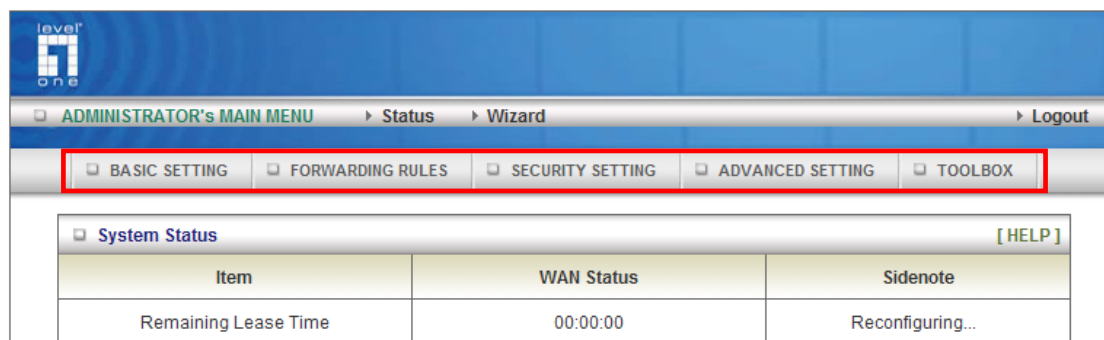 level
one
ADMINISTRATOR's MAIN MENU Status Wizard Logout
BASIC SETTING FORWARDING RULES SECURITY SETTING ADVANCED SETTING TOOLBOX
System Status [HELP]
Item WAN Status Sidenote
Remaining Lease Time 00:00:00 Reconfiguring...